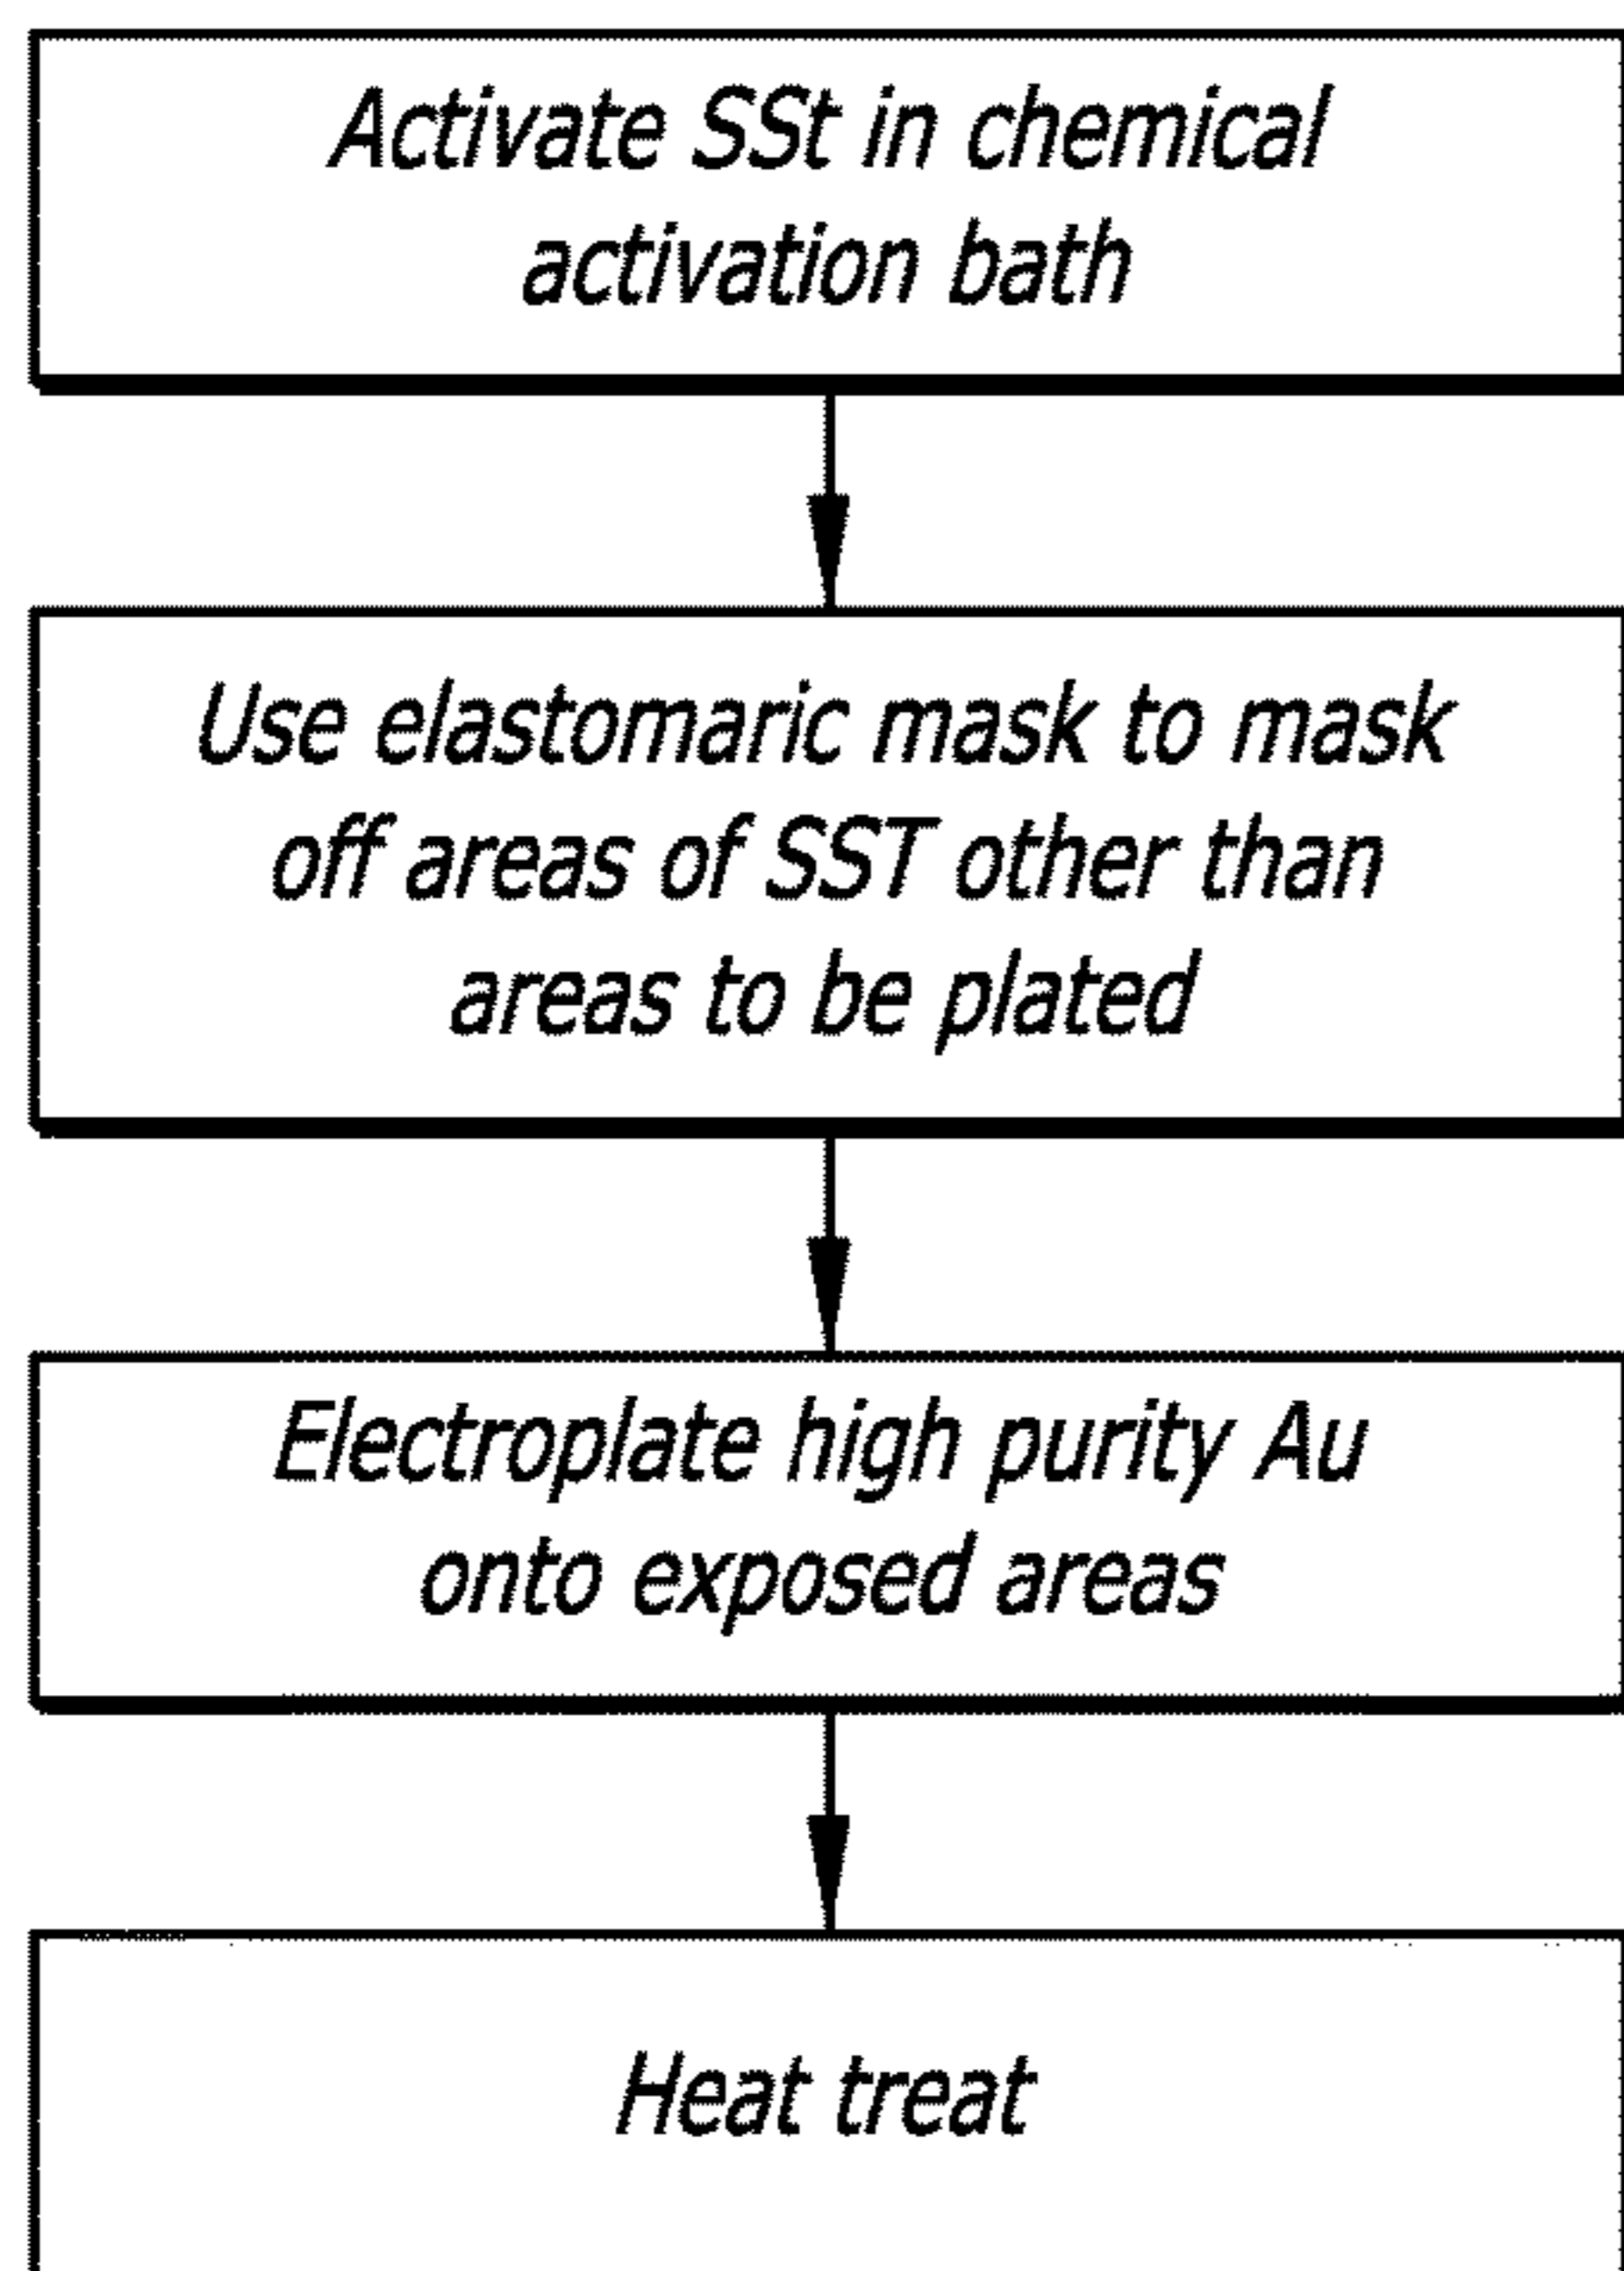 Activate SSt in chemical
activation bath
Use elastomaric mask to mask
off areas of SST other than
areas to be plated
Electroplate high purity Au
onto exposed areas
Heat treat